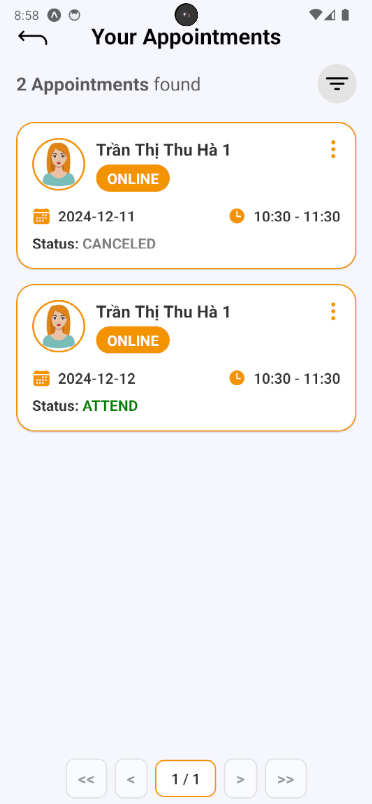 8:58
Your Appointments
2 Appointments found
Trần Thị Thu Hà 1
ONLINE
2024-12-11 10:30 - 11:30
Status: CANCELED
Trần Thị Thu Hà 1
ONLINE
2024-12-12 10:30 - 11:30
Status: ATTEND
<< < 1 / 1 > >>